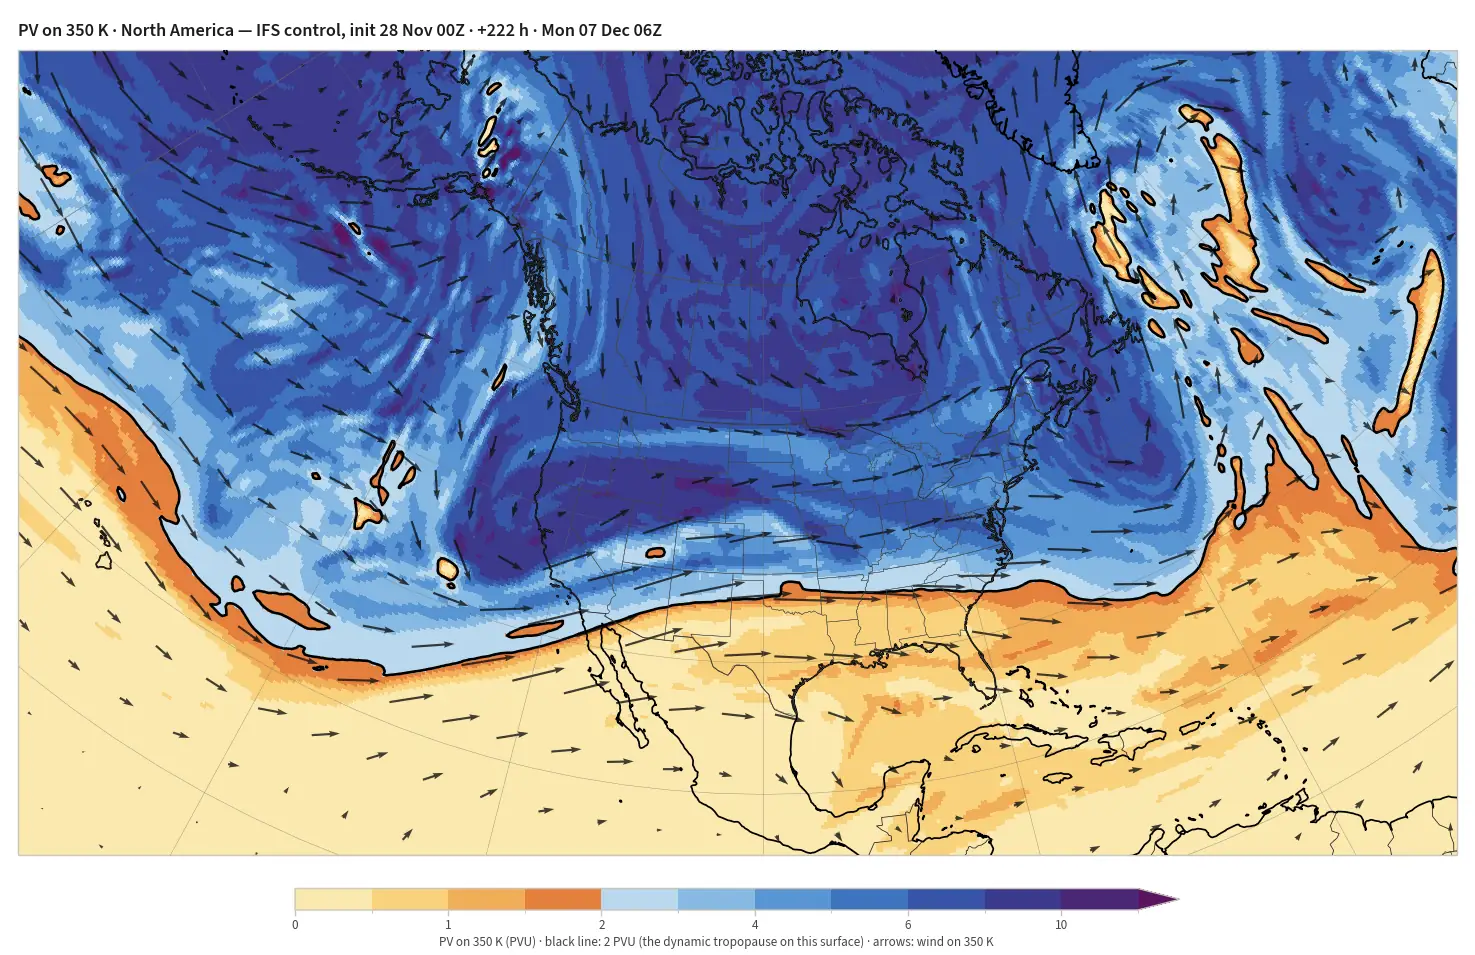 PV on 350 K · North America — IFS control, init 28 Nov 00Z · +222 h · Mon 07 Dec 06Z
0 1 2 4 6 10
PV on 350 K (PVU) · black line: 2 PVU (the dynamic tropopause on this surface) · arrows: wind on 350 K